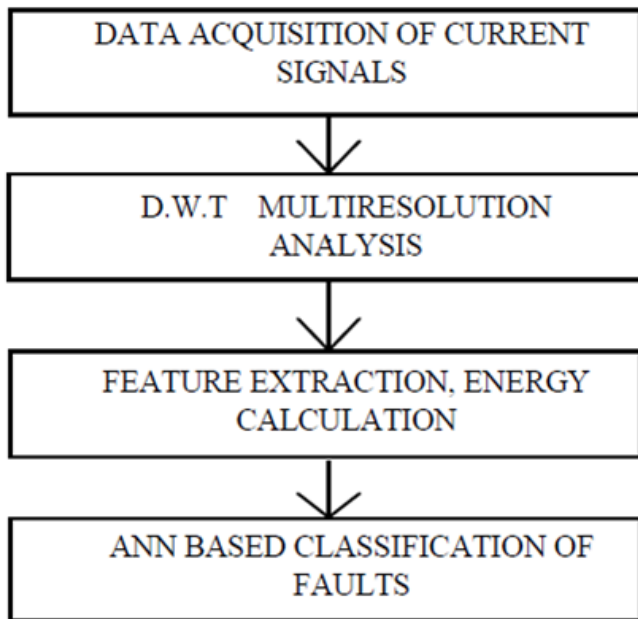 DATA ACQUISITION OF CURRENT
SIGNALS
D.W.T MULTIRESOLUTION
ANALYSIS
FEATURE EXTRACTION, ENERGY
CALCULATION
ANN BASED CLASSIFICATION OF
FAULTS